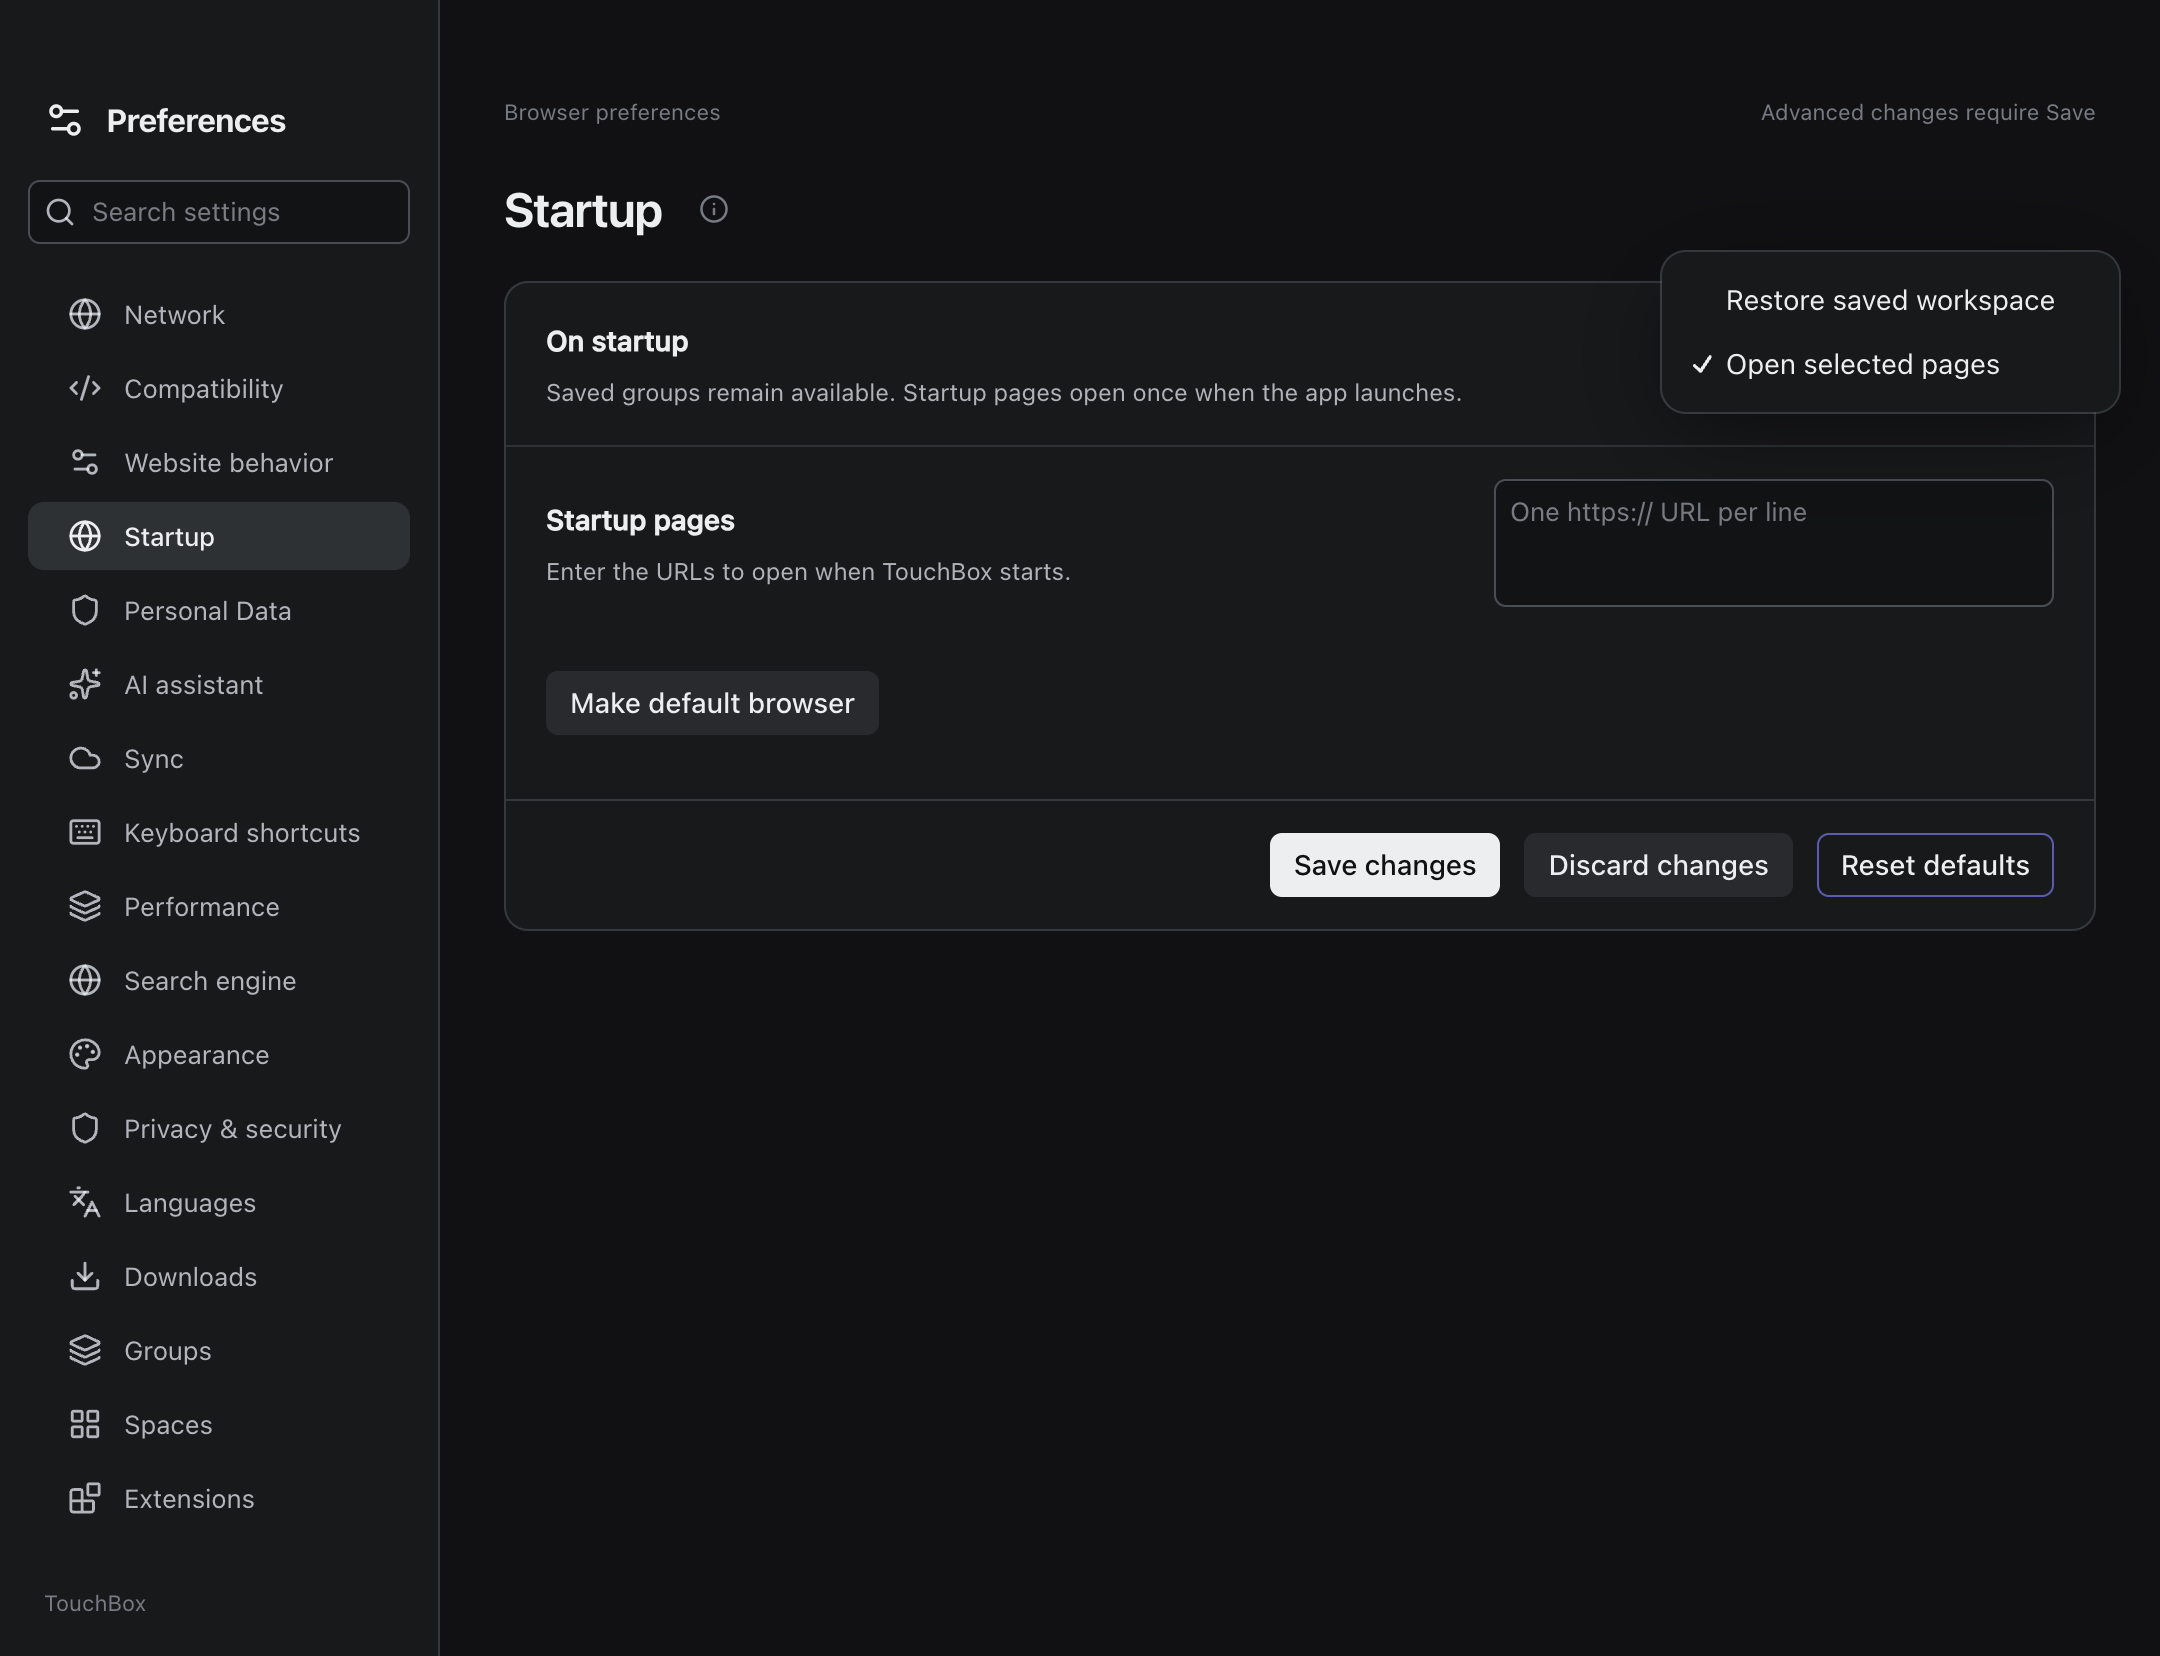 Preferences
Search settings
Network
Compatibility
Website behavior
Startup
Personal Data
AI assistant
Sync
Keyboard shortcuts
Performance
Search engine
Appearance
Privacy & security
Languages
Downloads
Groups
Spaces
Extensions
TouchBox
Browser preferences
Advanced changes require Save
Startup
On startup
Saved groups remain available. Startup pages open once when the app launches.
Restore saved workspace
✓ Open selected pages
Startup pages
Enter the URLs to open when TouchBox starts.
One https:// URL per line
Make default browser
Save changes
Discard changes
Reset defaults